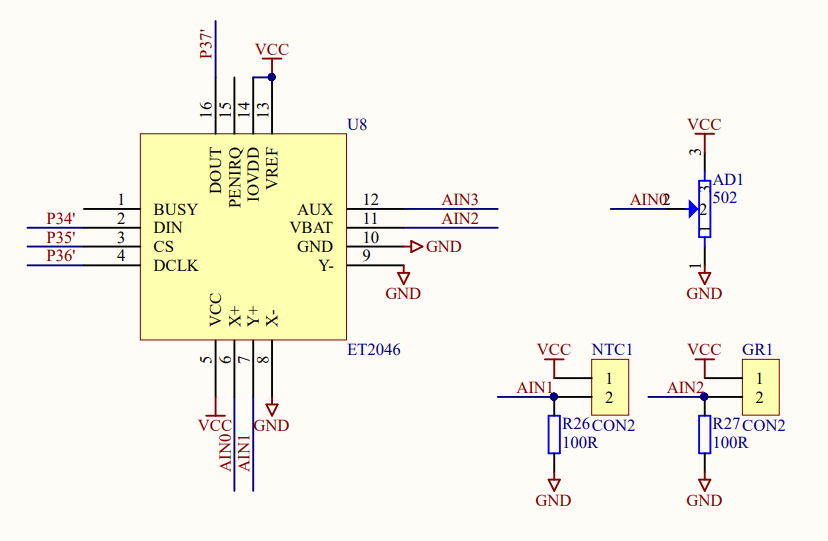 P37'
VCC
16
15
14
13
U8
DOUT
PENIRQ
IOVDD
VREF
1
BUSY
AUX
12
AIN3
P34'
2
DIN
VBAT
11
AIN2
P35'
3
CS
GND
10
GND
P36'
4
DCLK
Y-
9
GND
VCC
X+
Y+
X-
ET2046
5
6
7
8
VCC
GND
AIN0
AIN1
VCC
3
AD1
502
3
AIN0
2
2
1
1
GND
VCC
NTC1
1
AIN1
2
R26
CON2
100R
GND
VCC
GR1
1
AIN2
2
R27
CON2
100R
GND